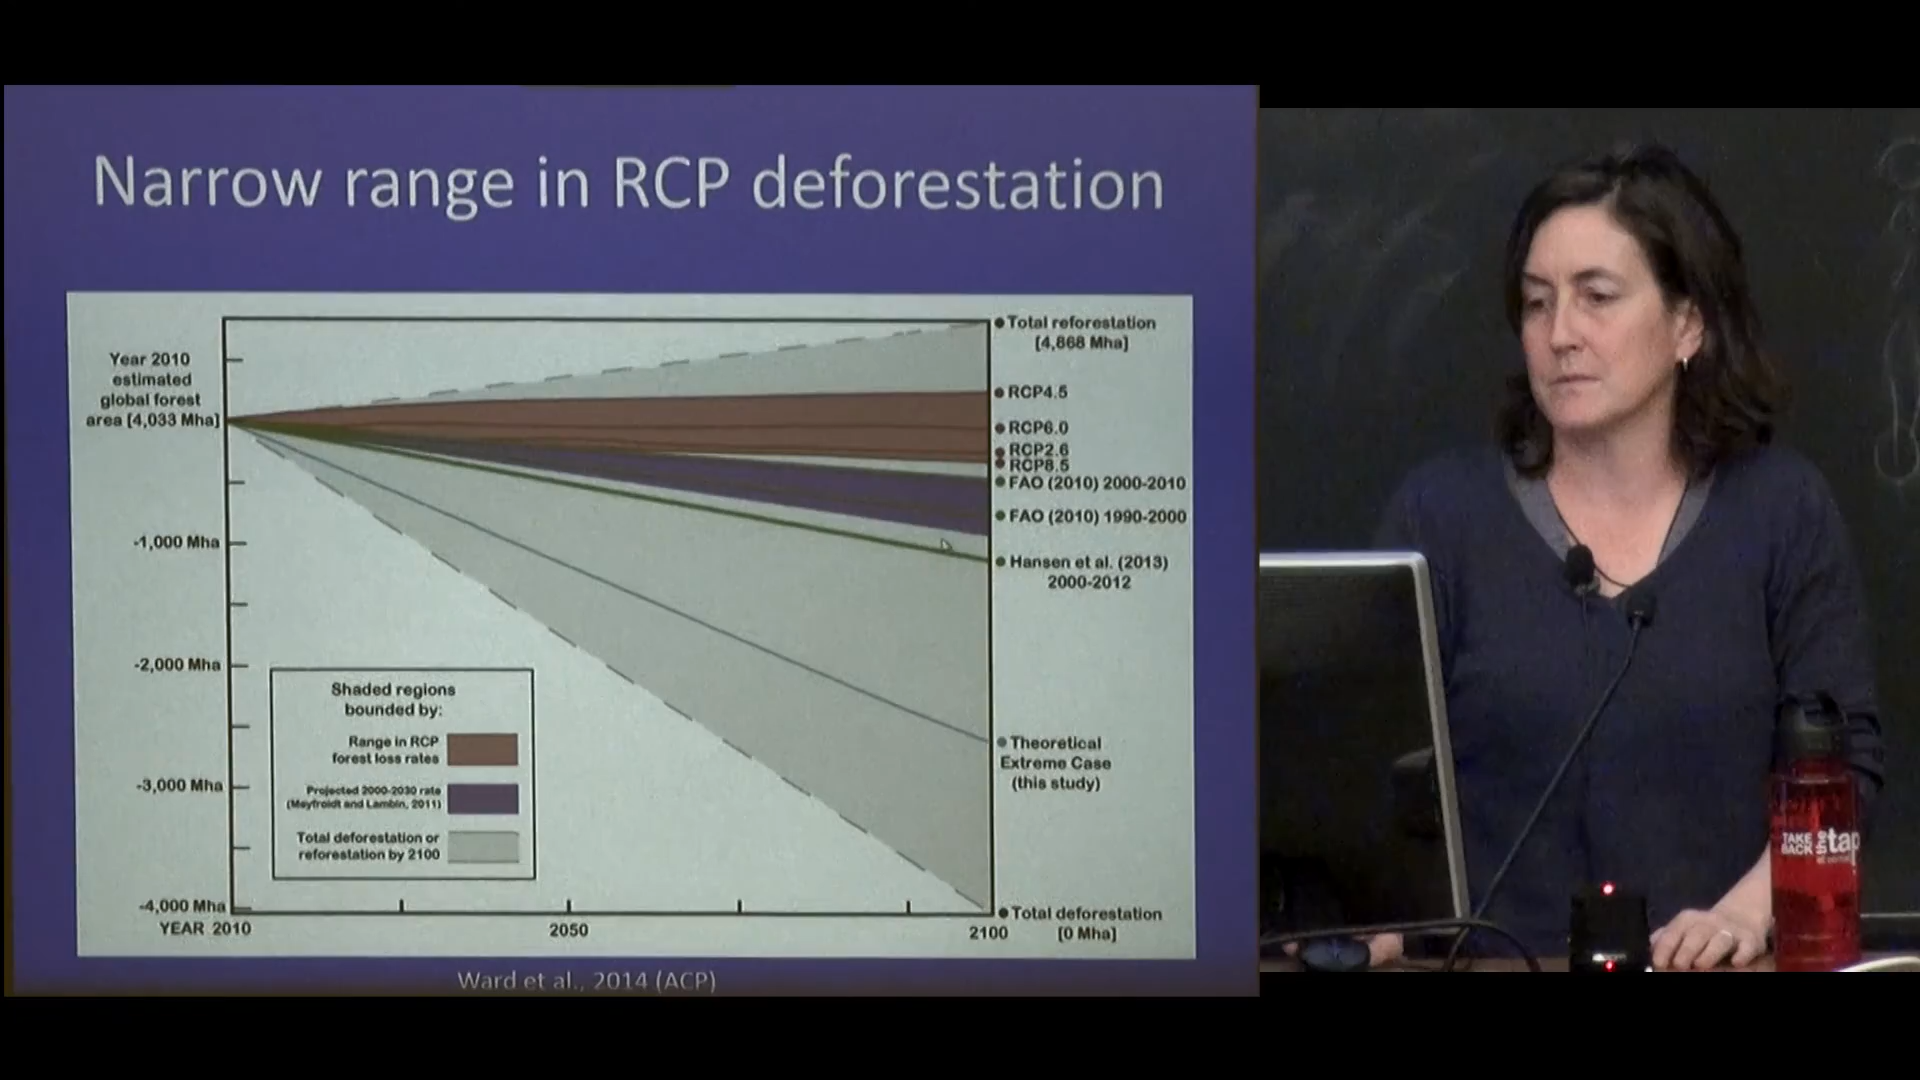 Narrow range in RCP deforestation
Year 2010
estimated
global forest
area [4,033 Mha]
-1,000 Mha
-2,000 Mha
-3,000 Mha
-4,000 Mha
YEAR 2010
2050
2100
Total reforestation
[4,868 Mha]
RCP4.5
RCP6.0
RCP2.6
RCP8.5
FAO (2010) 2000-2010
FAO (2010) 1990-2000
Hansen et al. (2013)
2000-2012
Theoretical
Extreme Case
(this study)
Total deforestation
[0 Mha]
Shaded regions
bounded by:
Range in RCP
forest loss rates
Projected 2000-2030 rate
(Meyfroidt and Lambin, 2011)
Total deforestation or
reforestation by 2100
Ward et al., 2014 (ACP)
TAKE
BACK
the
tap